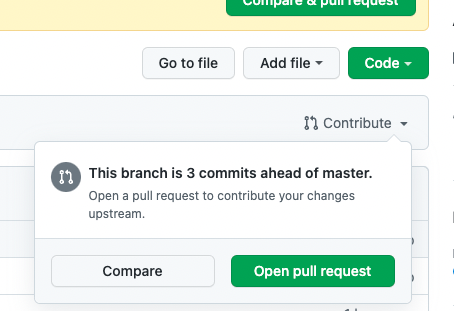 Compare & pull request
Go to file
Add file
Code
Contribute
This branch is 3 commits ahead of master.
Open a pull request to contribute your changes
upstream.
Compare
Open pull request